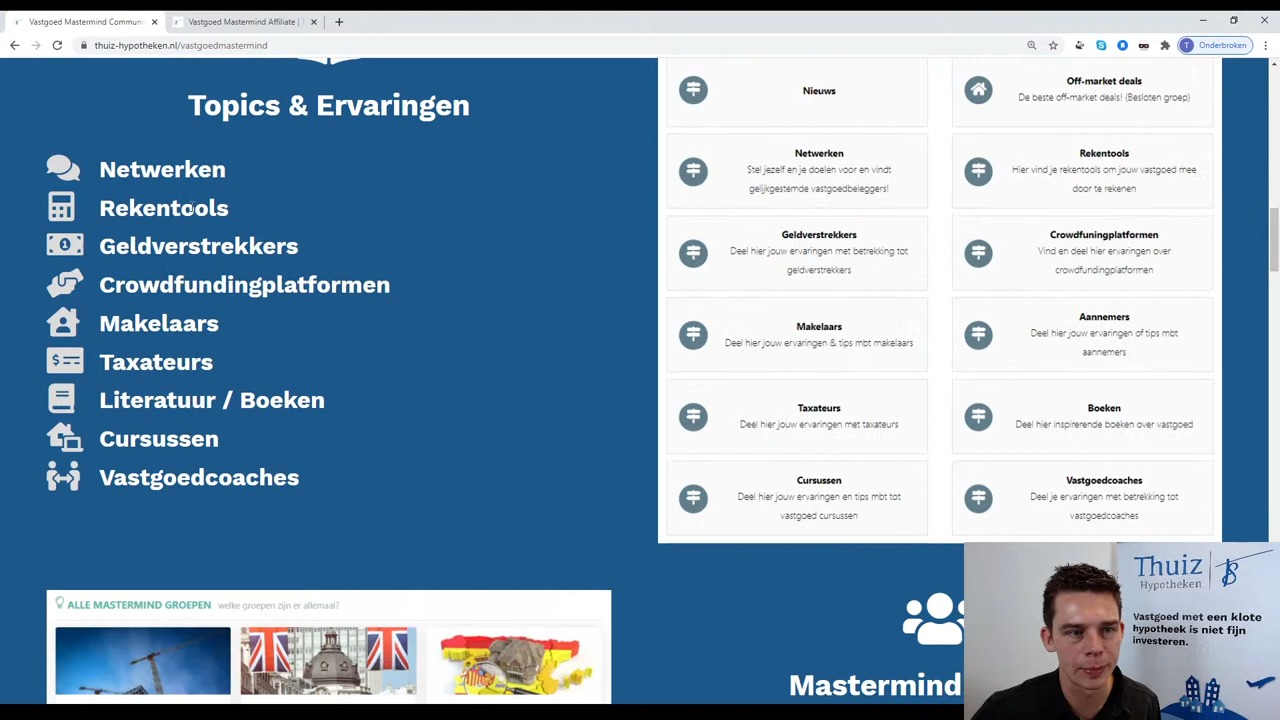 Vastgoed Mastermind Communi
Vastgoed Mastermind Affiliate | T
thuiz-hypotheken.nl/vastgoedmastermind
T
Onderbroken
Topics & Ervaringen
Netwerken
Rekentools
Geldverstrekkers
Crowdfundingplatformen
Makelaars
Taxateurs
Literatuur / Boeken
Cursussen
Vastgoedcoaches
Nieuws
Off-market deals
De beste off-market deals! (Besloten groep)
Netwerken
Stel jezelf en je doelen voor en vindt
gelijkgestemde vastgoedbeleggers!
Rekentools
Hier vind je rekentools om jouw vastgoed mee
door te rekenen
Geldverstrekkers
Deel hier jouw ervaringen met betrekking tot
geldverstrekkers
Crowdfuningplatformen
Vind en deel hier ervaringen over
crowdfundingplatformen
Makelaars
Deel hier jouw ervaringen & tips mbt makelaars
Aannemers
Deel hier jouw ervaringen of tips mbt
aannemers
Taxateurs
Deel hier jouw ervaringen met taxateurs
Boeken
Deel hier inspirerende boeken over vastgoed
Cursussen
Deel hier jouw ervaringen en tips mbt tot
vastgoed cursussen
Vastgoedcoaches
Deel je ervaringen met betrekking tot
vastgoedcoaches
ALLE MASTERMIND GROEPEN welke groepen zijn er allemaal?
Mastermind
Thuiz
Hypotheken
Vastgoed met een klote
hypotheek is niet fijn
investeren.